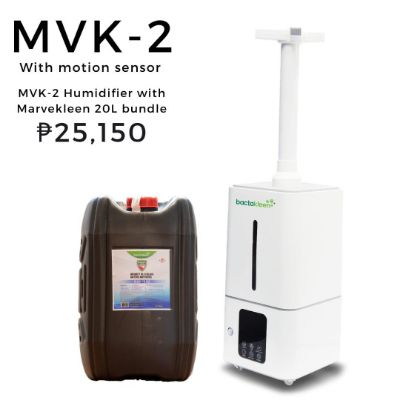 MVK-2
With motion sensor
MVK-2 Humidifier with
Marvekleen 20L bundle
₱25,150
bactakleen